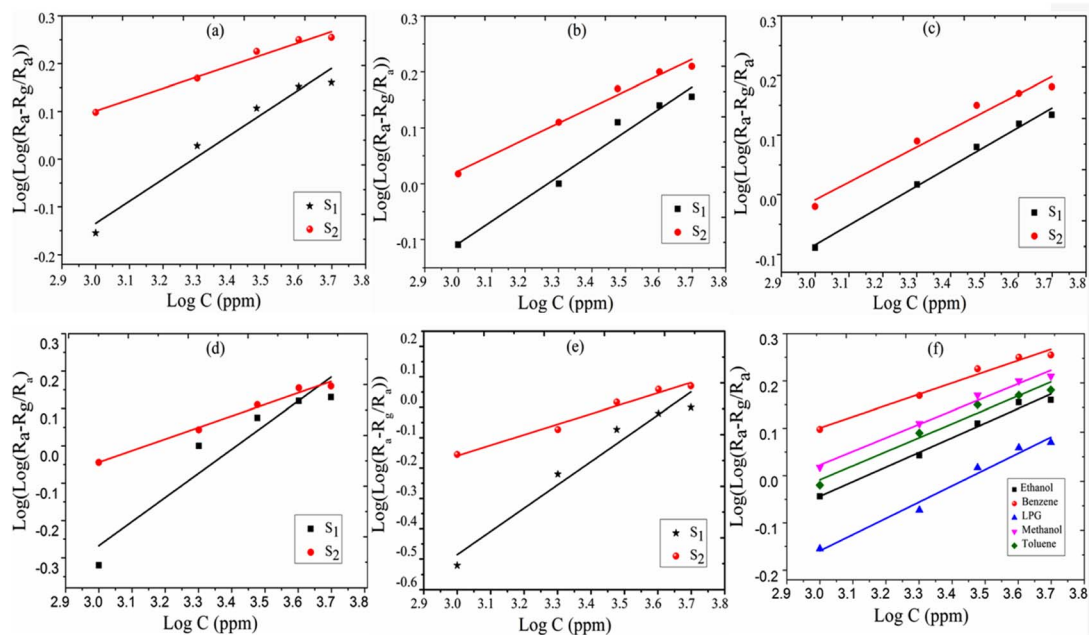 (a)
Log(Log(Ra-Rg/Ra))
0.3
0.2
0.1
0.0
-0.1
-0.2
S1
S2
2.9 3.0 3.1 3.2 3.3 3.4 3.5 3.6 3.7 3.8
Log C (ppm)
(b)
Log(Log(Ra-Rg/Ra))
0.3
0.2
0.1
0.0
-0.1
S1
S2
2.9 3.0 3.1 3.2 3.3 3.4 3.5 3.6 3.7 3.8
Log C (ppm)
(c)
Log(Log(Ra-Rg/Ra)
0.3
0.2
0.1
0.0
-0.1
S1
S2
2.9 3.0 3.1 3.2 3.3 3.4 3.5 3.6 3.7 3.8
Log C (ppm)
(d)
Log(Log(Ra-Rg/Ra)
0.3
0.2
0.1
0.0
-0.1
-0.2
-0.3
S1
S2
2.9 3.0 3.1 3.2 3.3 3.4 3.5 3.6 3.7 3.8
Log C (ppm)
(e)
Log(Log(Ra-Rg/Ra))
0.2
0.1
0.0
-0.1
-0.2
-0.3
-0.4
-0.5
-0.6
S1
S2
2.9 3.0 3.1 3.2 3.3 3.4 3.5 3.6 3.7 3.8
Log C (ppm)
(f)
Log(Log(Ra-Rg/Ra)
0.3
0.2
0.1
0.0
-0.1
-0.2
Ethanol
Benzene
LPG
Methanol
Toluene
2.9 3.0 3.1 3.2 3.3 3.4 3.5 3.6 3.7 3.8
Log C (ppm)